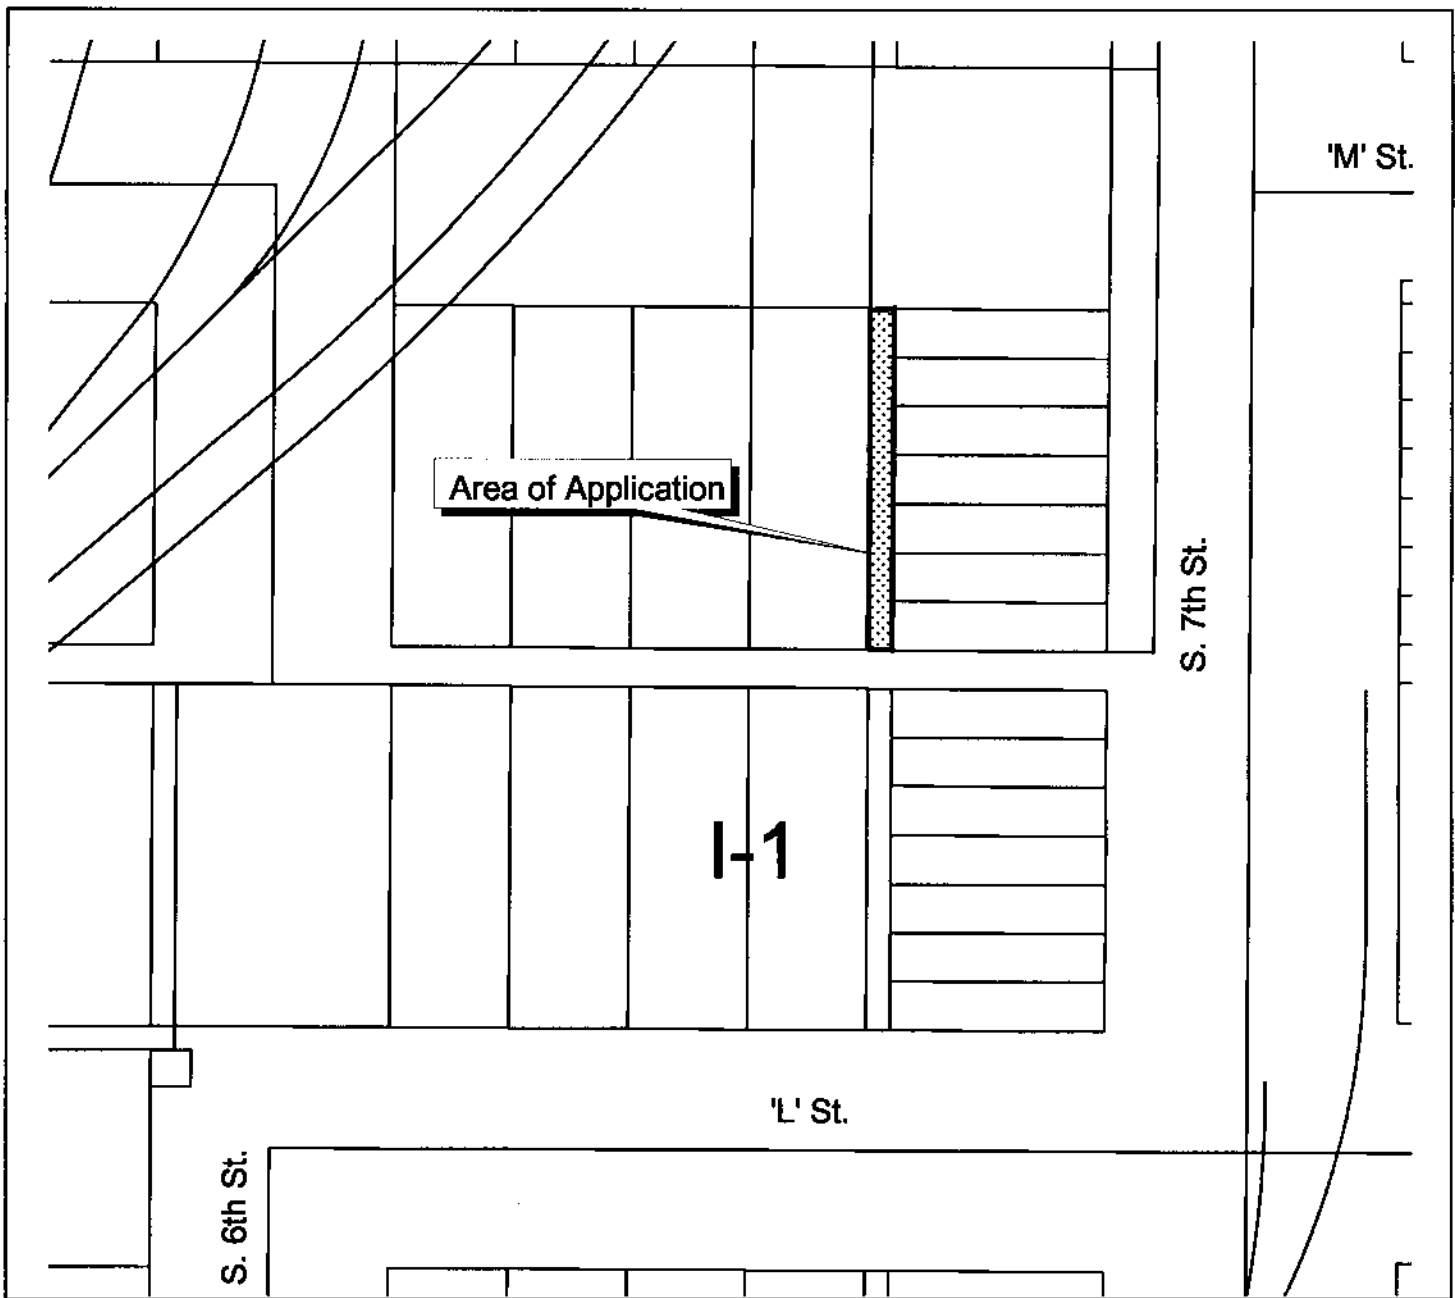 'M' St.
Area of Application
S. 7th St.
I-1
'L' St.
S. 6th St.